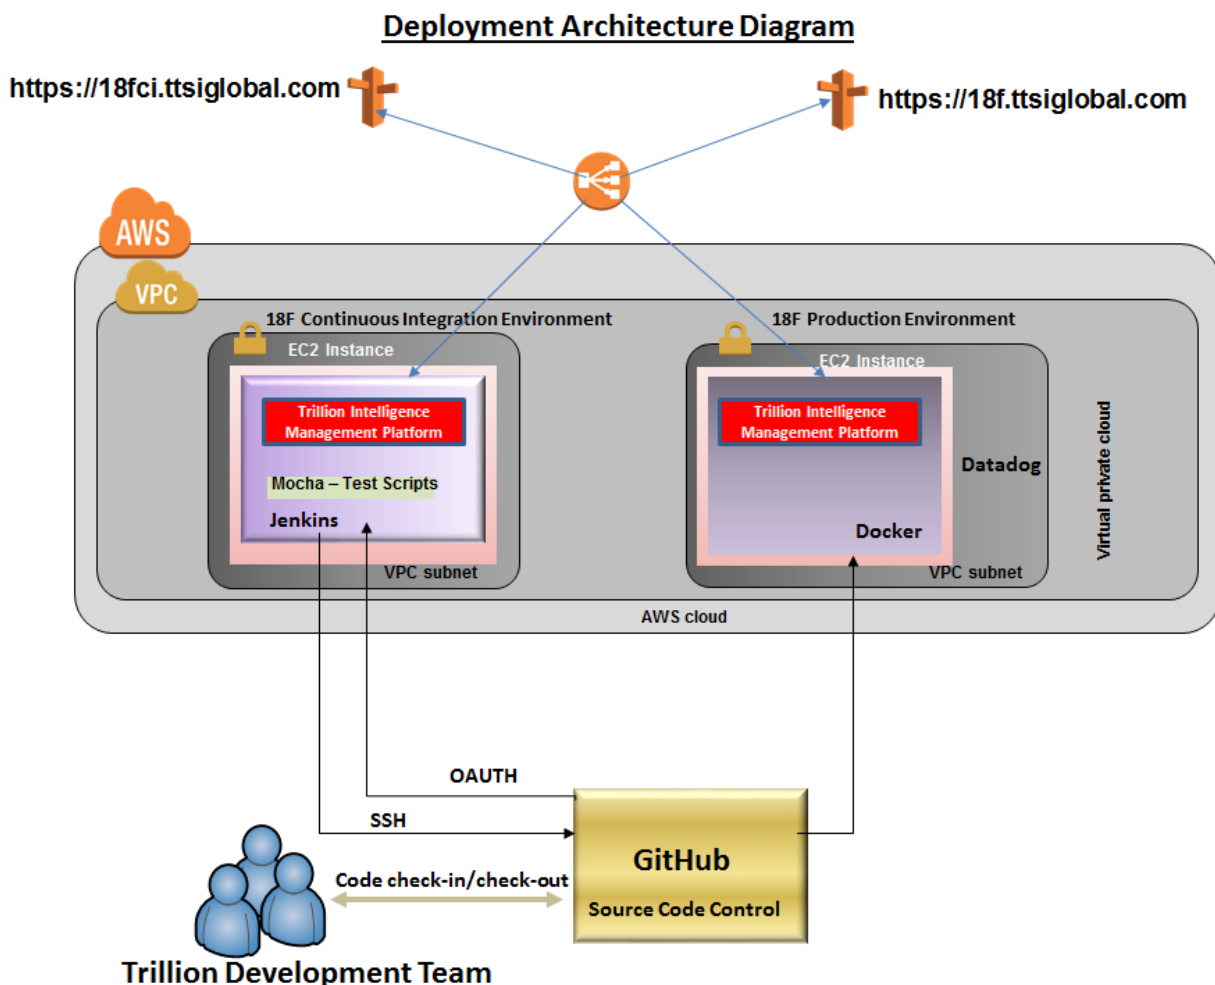 Deployment Architecture Diagram
https://18fci.ttsiglobal.com
https://18f.ttsiglobal.com
AWS
VPC
18F Continuous Integration Environment
18F Production Environment
EC2 Instance
EC2 Instance
Trillion Intelligence
Management Platform
Trillion Intelligence
Management Platform
Mocha – Test Scripts
Jenkins
Datadog
Docker
Virtual private cloud
VPC subnet
VPC subnet
AWS cloud
OAUTH
SSH
GitHub
Source Code Control
Code check-in/check-out
Trillion Development Team